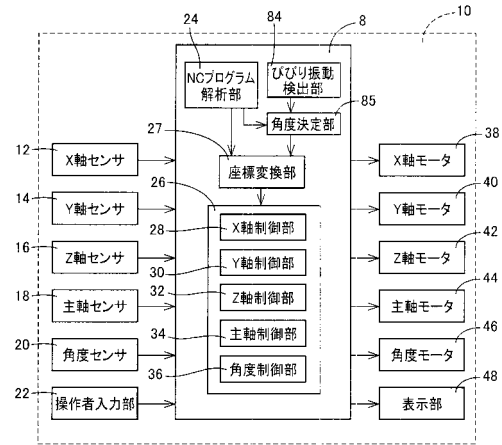 10
24
84
8
NCプログラム
解析部
びびり振動
検出部
85
角度決定部
27
座標変換部
26
28
X軸制御部
30
Y軸制御部
32
Z軸制御部
34
主軸制御部
36
角度制御部
12
X軸センサ
14
Y軸センサ
16
Z軸センサ
18
主軸センサ
20
角度センサ
22
操作者入力部
38
X軸モータ
40
Y軸モータ
42
Z軸モータ
44
主軸モータ
46
角度モータ
48
表示部